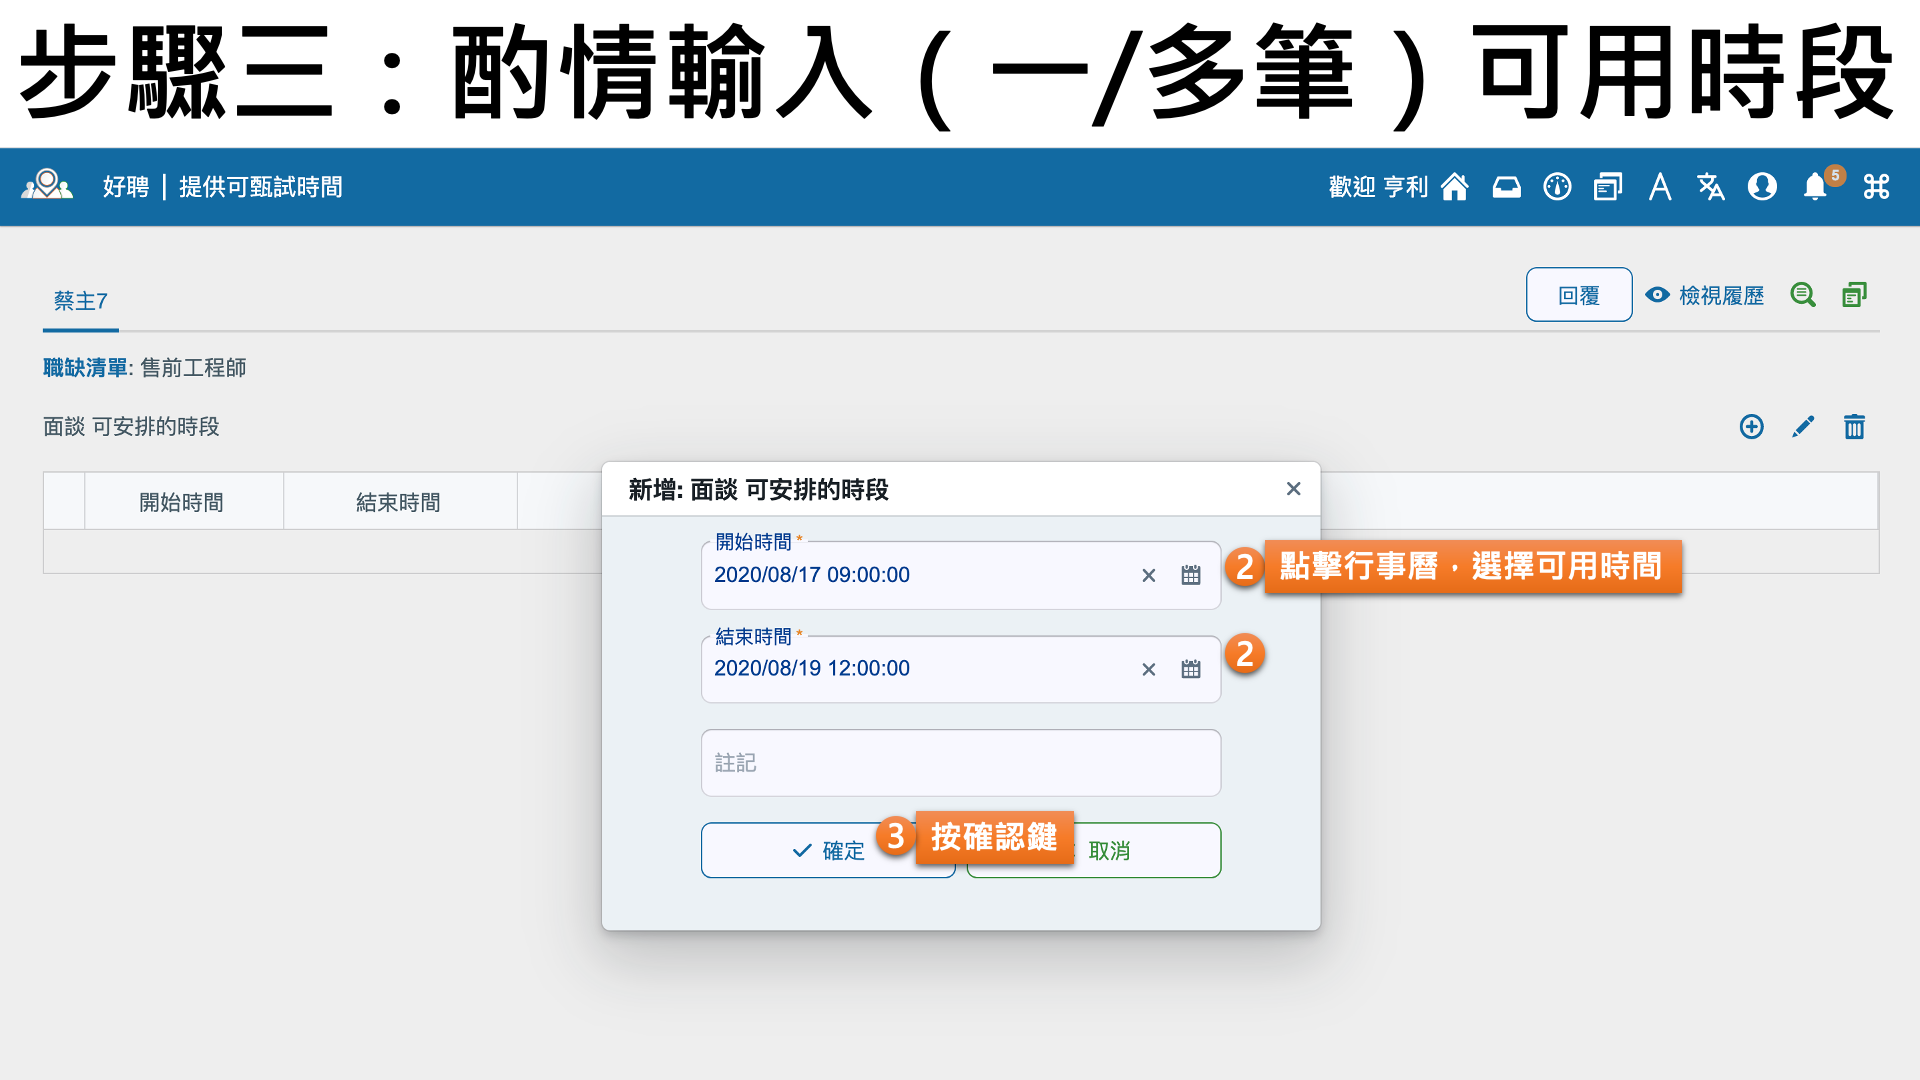 步驟三：酌情輸入（一/多筆）可用時段
好聘 | 提供可甄試時間
歡迎 亨利
5
蔡主7
回覆
檢視履歷
職缺清單: 售前工程師
面談 可安排的時段
開始時間
結束時間
新增: 面談 可安排的時段
開始時間 *
2020/08/17 09:00:00
2 點擊行事曆，選擇可用時間
結束時間 *
2020/08/19 12:00:00
2
註記
確定
3 按確認鍵
取消